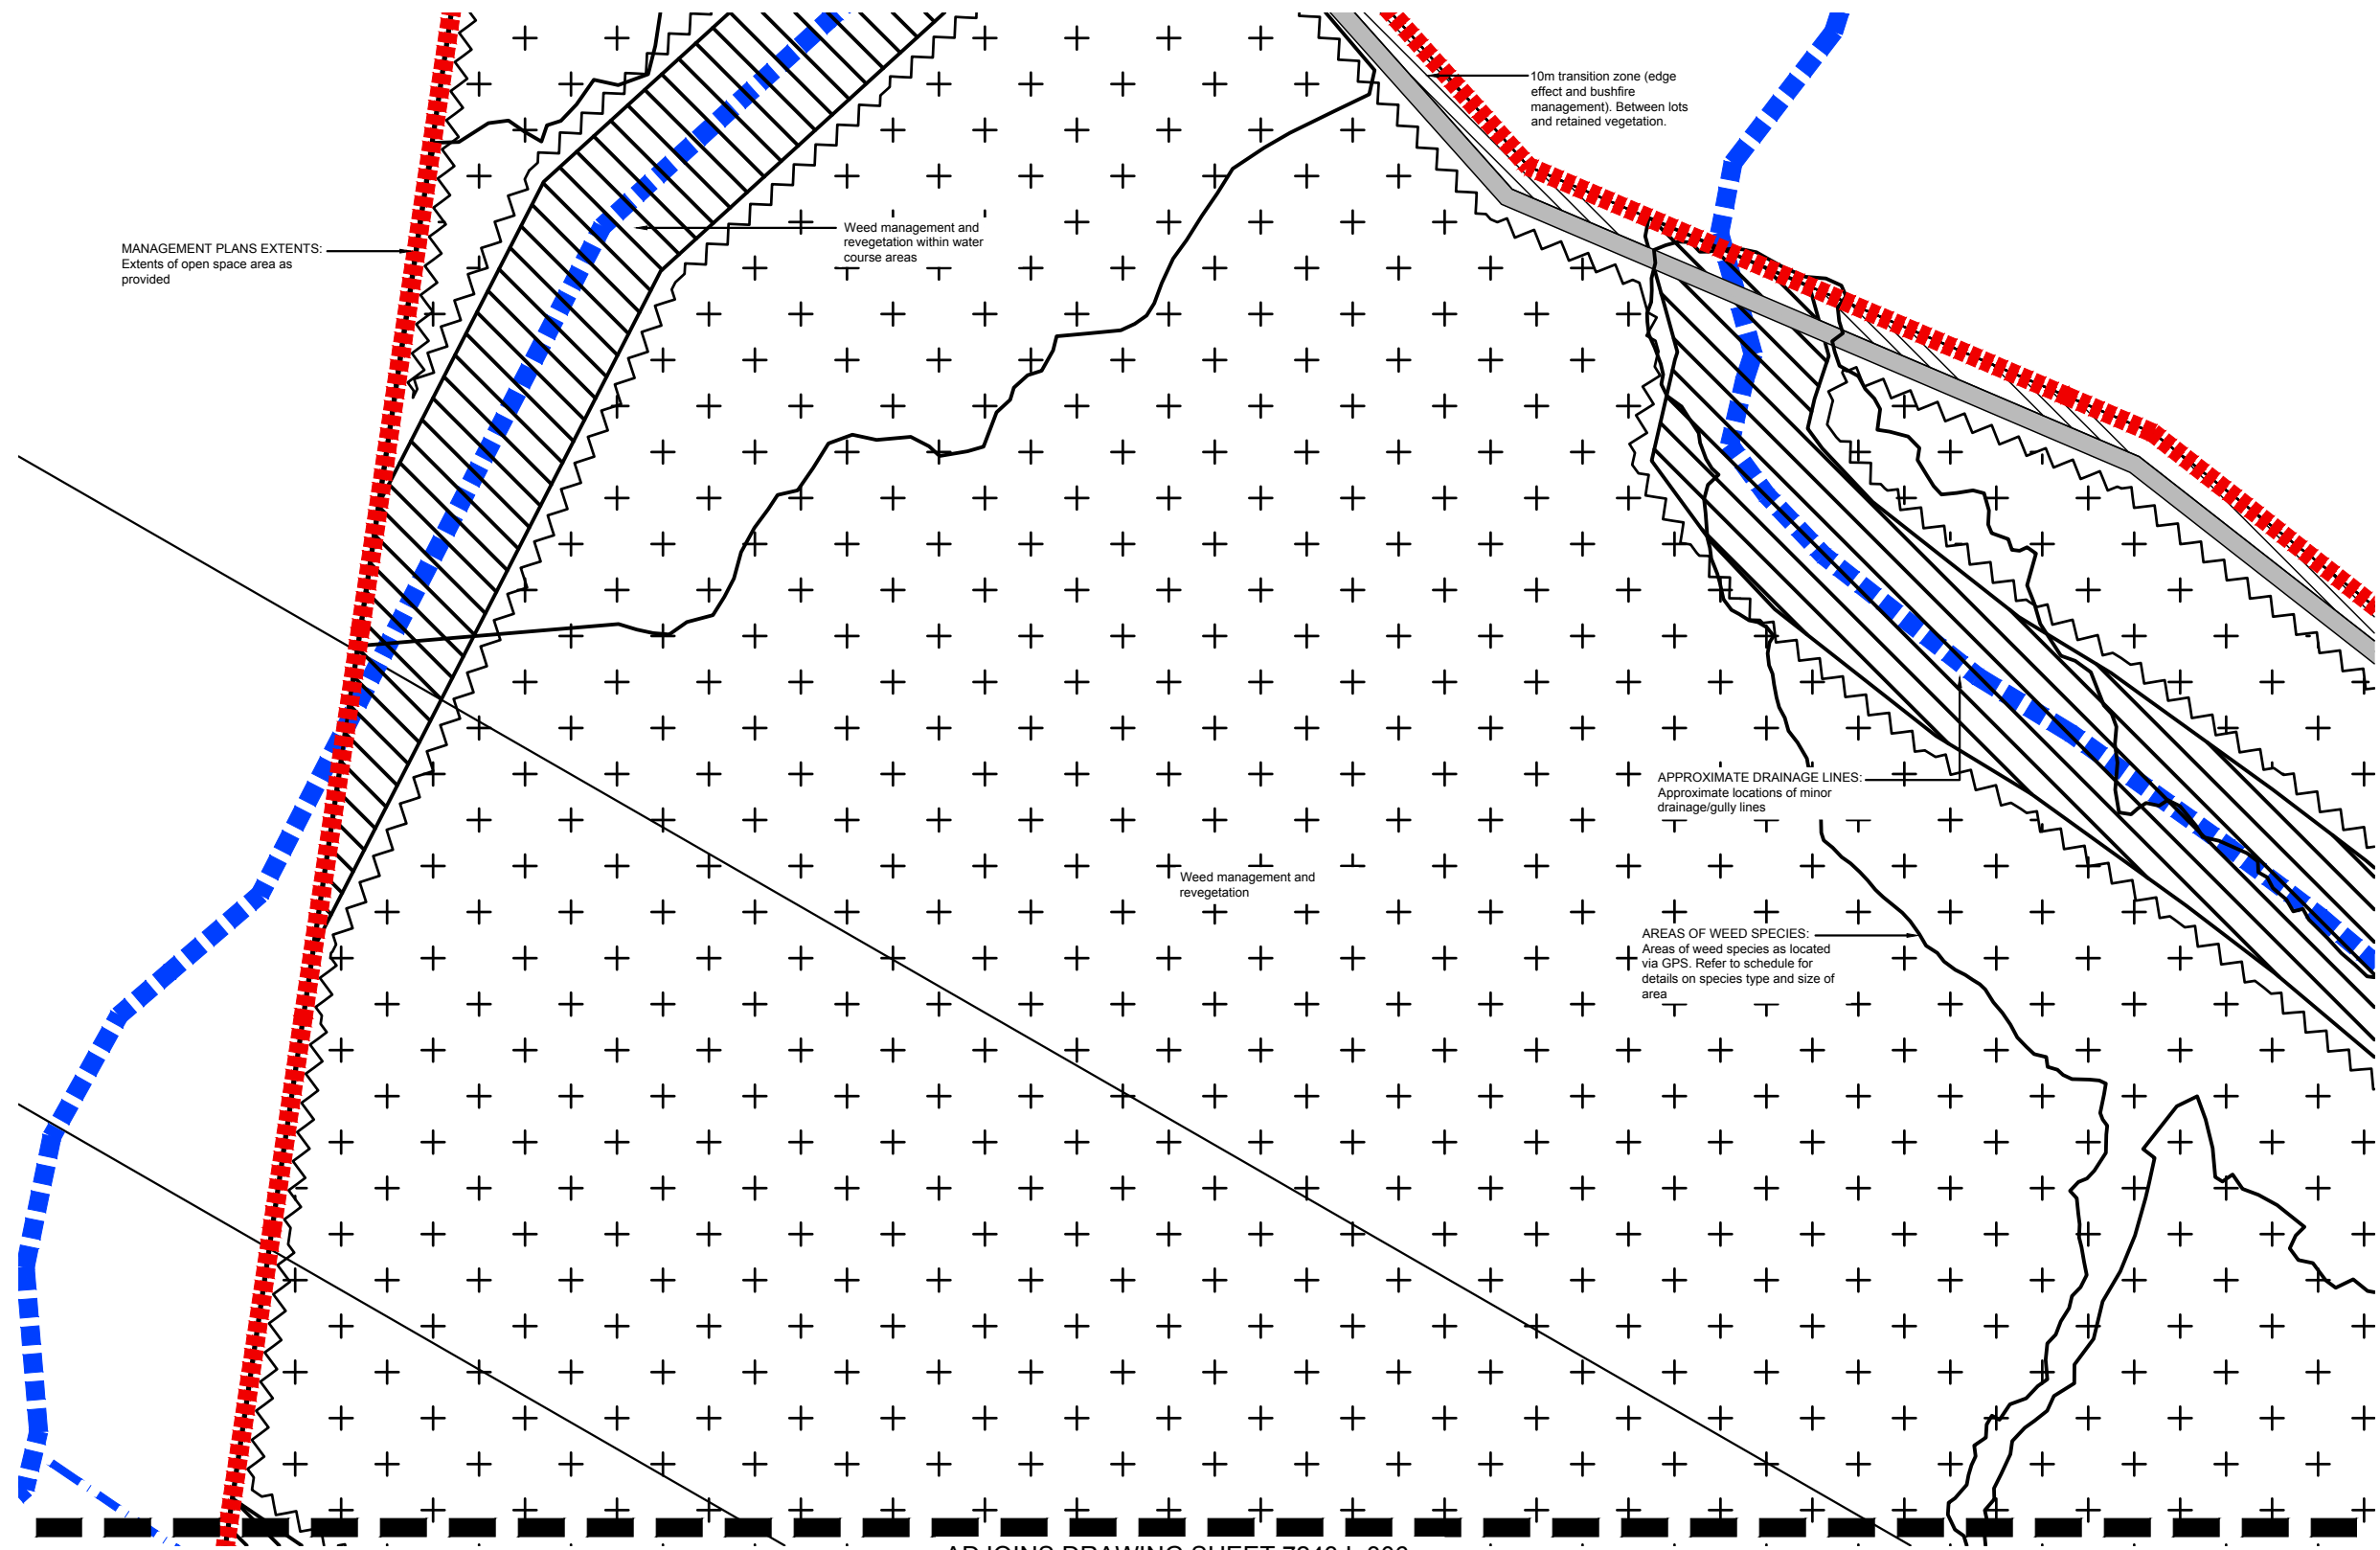 10m transition zone (edge
effect and bushfire
management). Between lots
and retained vegetation.
MANAGEMENT PLANS EXTENTS:
Extents of open space area as
provided
Weed management and
revegetation within water
course areas
APPROXIMATE DRAINAGE LINES:
Approximate locations of minor
drainage/gully lines
Weed management and
revegetation
AREAS OF WEED SPECIES:
Areas of weed species as located
via GPS. Refer to schedule for
details on species type and size of
area
ADJOINS DRAWING SHEET